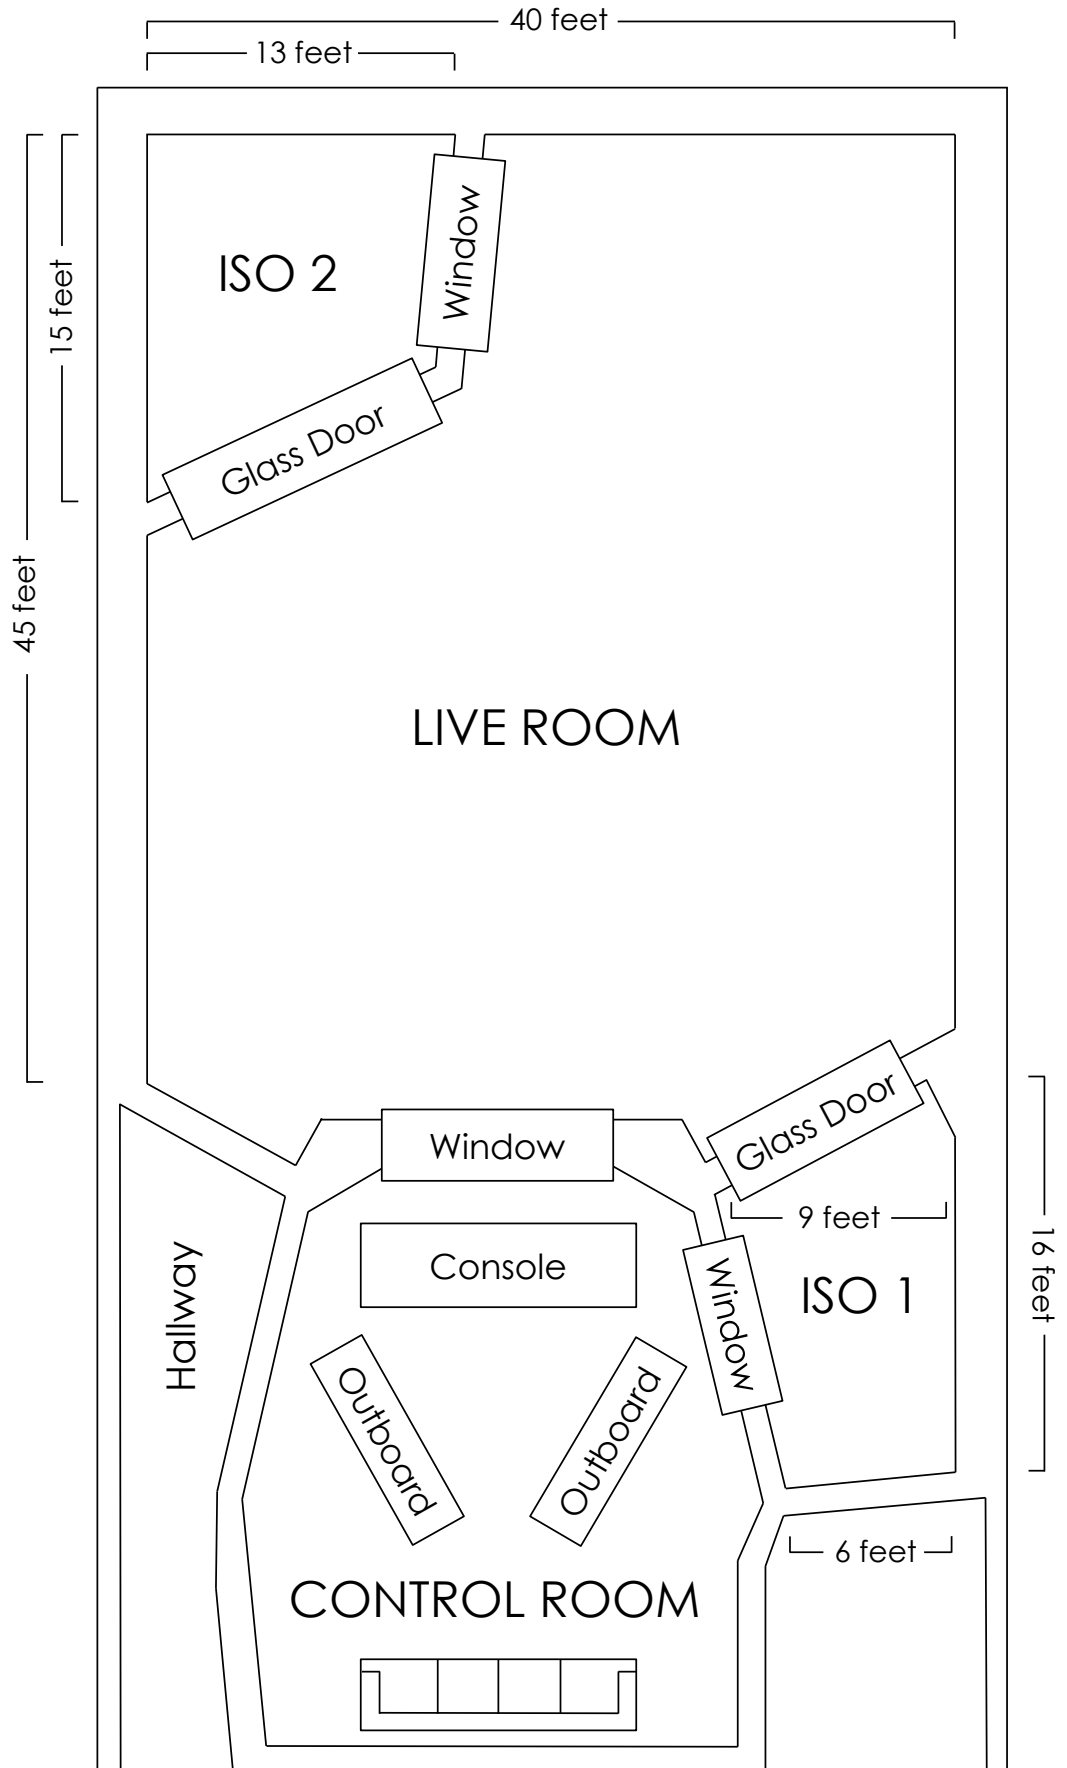 40 feet
13 feet
Window
ISO 2
15 feet
Glass Door
45 feet
LIVE ROOM
Glass Door
Window
9 feet
16 feet
Console
Window
ISO 1
Hallway
Outboard
Outboard
6 feet
CONTROL ROOM